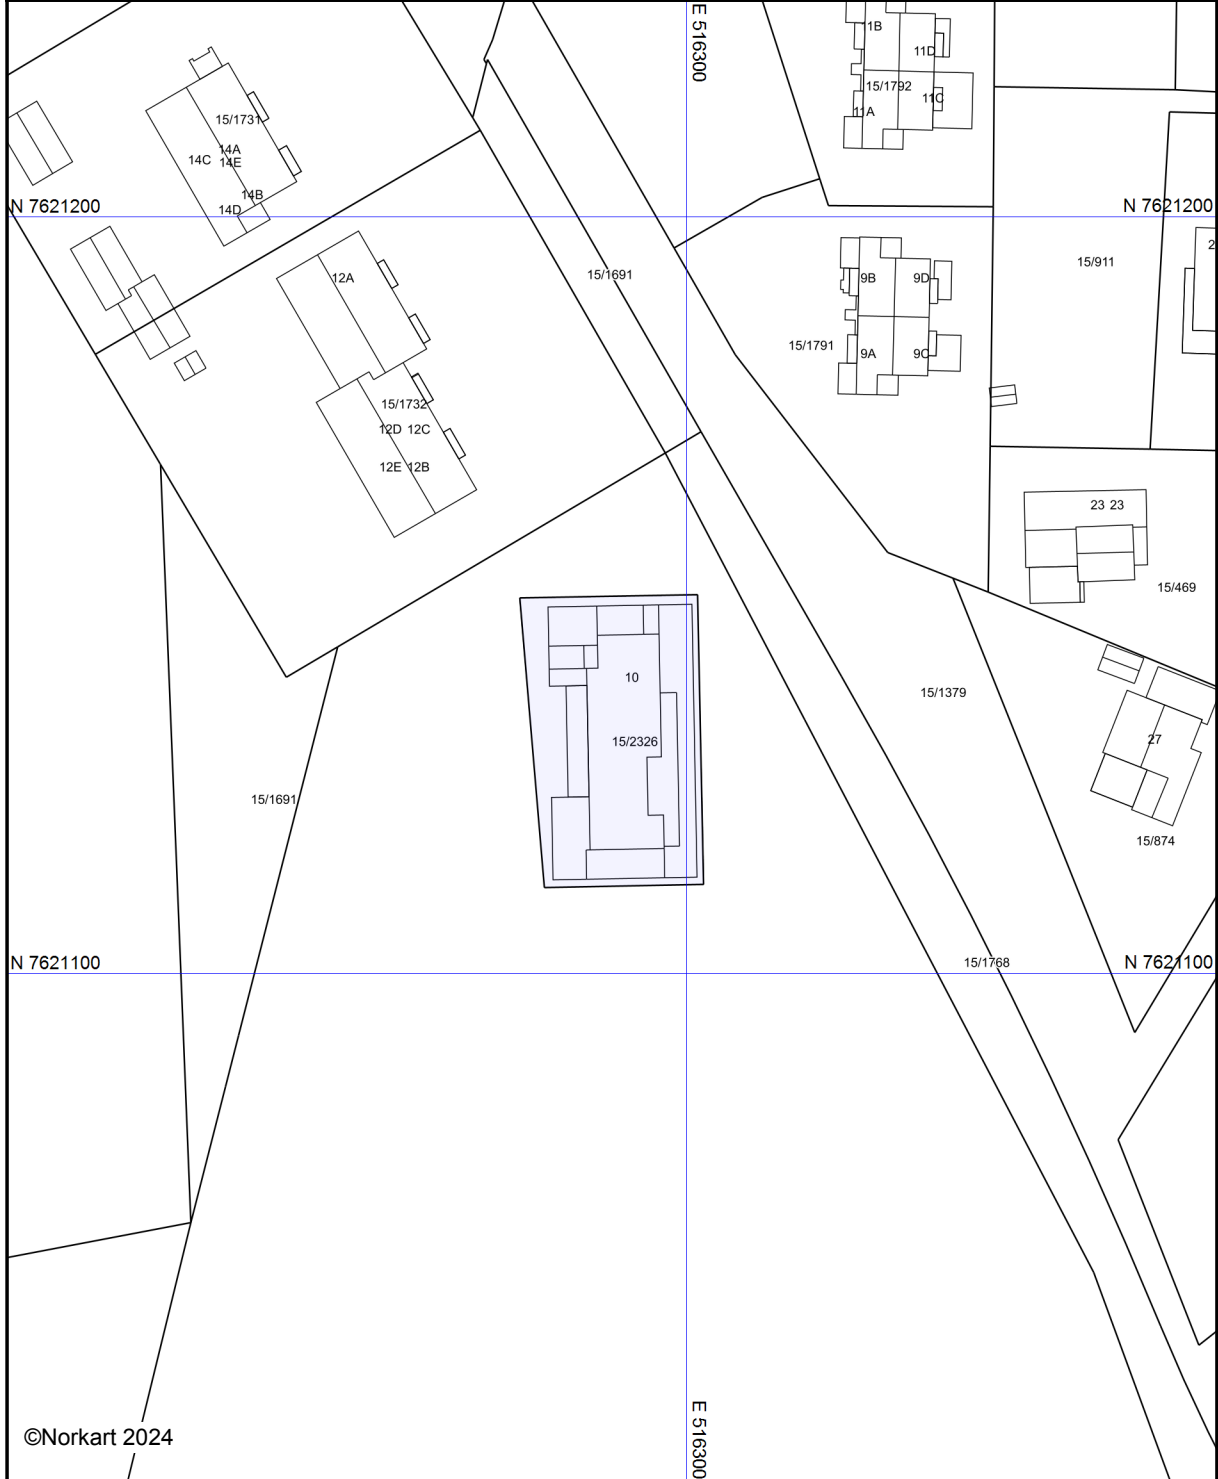 E 516300
11B
11D
15/1792
11C
11A
15/1731
14A
14C
14E
14B
14D
N 7621200
N 7621200
2
15/911
15/1691
12A
9B
9D
15/1791
9A
9C
15/1732
12D 12C
12E 12B
23 23
15/469
10
15/1379
15/2326
27
15/1691
15/874
N 7621100
15/1768
N 7621100
E 516300
©Norkart 2024